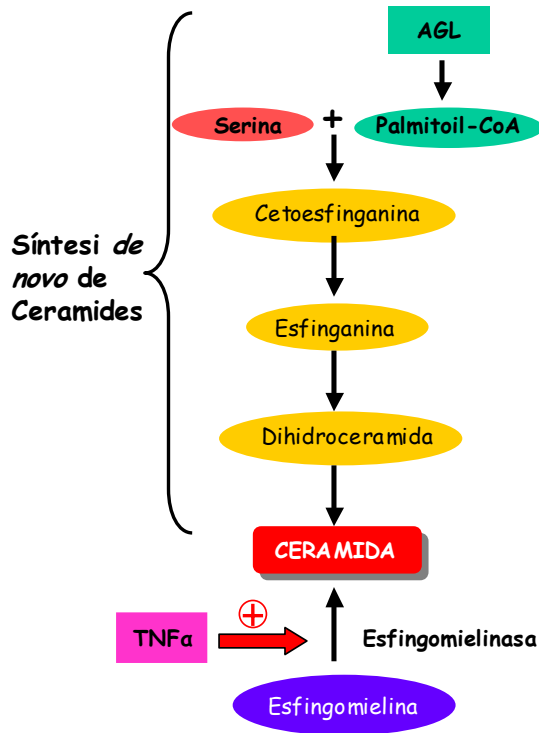 AGL
Serina + Palmitoil-CoA
Cetoesfinganina
Síntesi de
novo de
Ceramides
Esfinganina
Dihidroceramida
CERAMIDA
+
TNFα
Esfingomielinasa
Esfingomielina